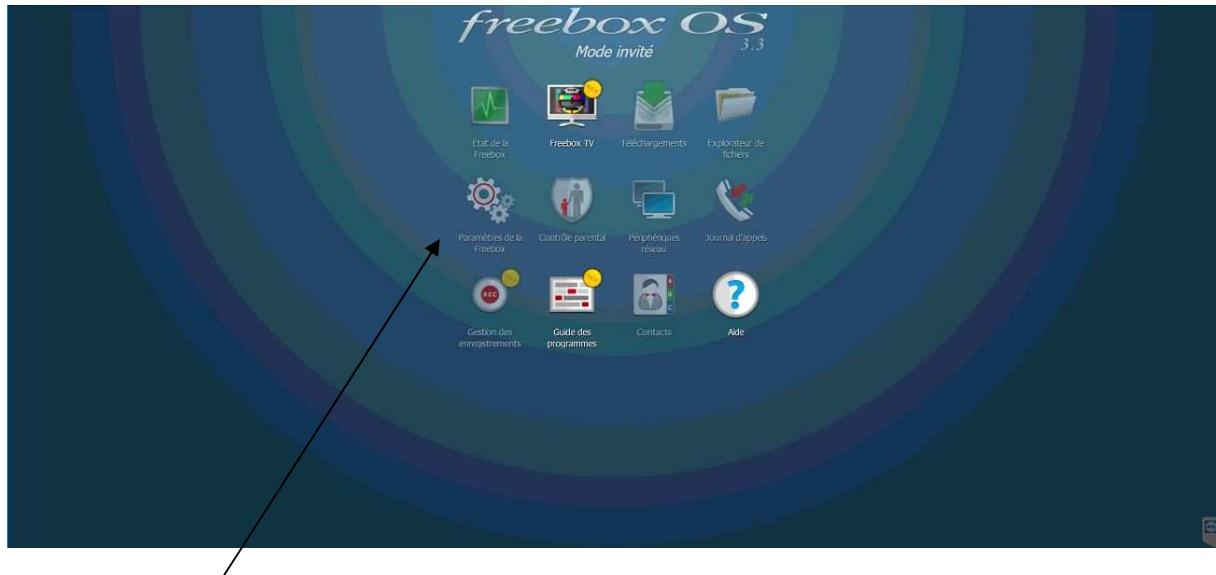 freebox OS
3.3
Mode invité
État de la
Freebox
Freebox TV
Téléchargements
Explorateur de
fichiers
Paramètres de la
Freebox
Contrôle parental
Périphériques
réseau
Journal d'appels
REC
Gestion des
enregistrements
Guide des
programmes
A
B
C
Contacts
?
Aide